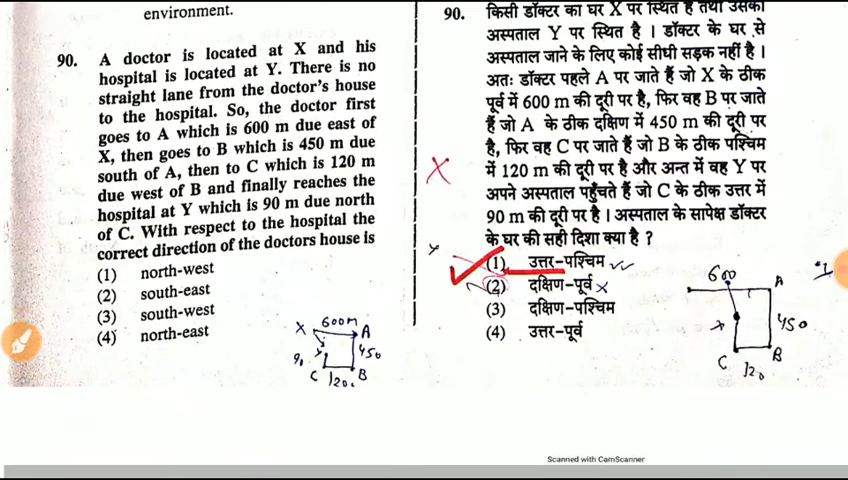 environment.
90. A doctor is located at X and his
hospital is located at Y. There is no
straight lane from the doctor's house
to the hospital. So, the doctor first
goes to A which is 600 m due east of
X, then goes to B which is 450 m due
south of A, then to C which is 120 m
due west of B and finally reaches the
hospital at Y which is 90 m due north
of C. With respect to the hospital the
correct direction of the doctors house is
(1) north-west
(2) south-east
(3) south-west
(4) north-east
X 600M A
450
90
Y
C 120 B
90. किसी डॉक्टर का घर X पर स्थित है तथा उसका
अस्पताल Y पर स्थित है । डॉक्टर के घर से
अस्पताल जाने के लिए कोई सीधी सड़क नहीं है ।
अतः डॉक्टर पहले A पर जाते हैं जो X के ठीक
पूर्व में 600 m की दूरी पर है, फिर वह B पर जाते
हैं जो A के ठीक दक्षिण में 450 m की दूरी पर
है, फिर वह C पर जाते हैं जो B के ठीक पश्चिम
में 120 m की दूरी पर है और अन्त में वह Y पर
अपने अस्पताल पहुँचते हैं जो C के ठीक उत्तर में
90 m की दूरी पर है । अस्पताल के सापेक्ष डॉक्टर
के घर की सही दिशा क्या है ?
(1) उत्तर-पश्चिम
(2) दक्षिण-पूर्व
(3) दक्षिण-पश्चिम
(4) उत्तर-पूर्व
X
Y
600 A
450
C B
120
Scanned with CamScanner